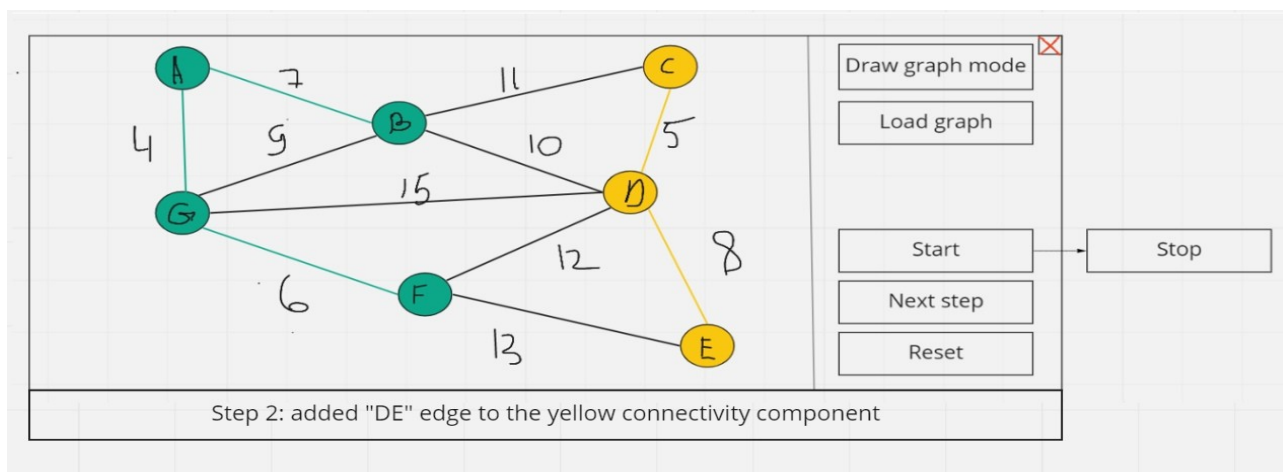 A
C
Draw graph mode
7
11
Load graph
B
4
9
10
5
15
D
G
12
8
Start
Stop
6
F
Next step
13
E
Reset
Step 2: added "DE" edge to the yellow connectivity component